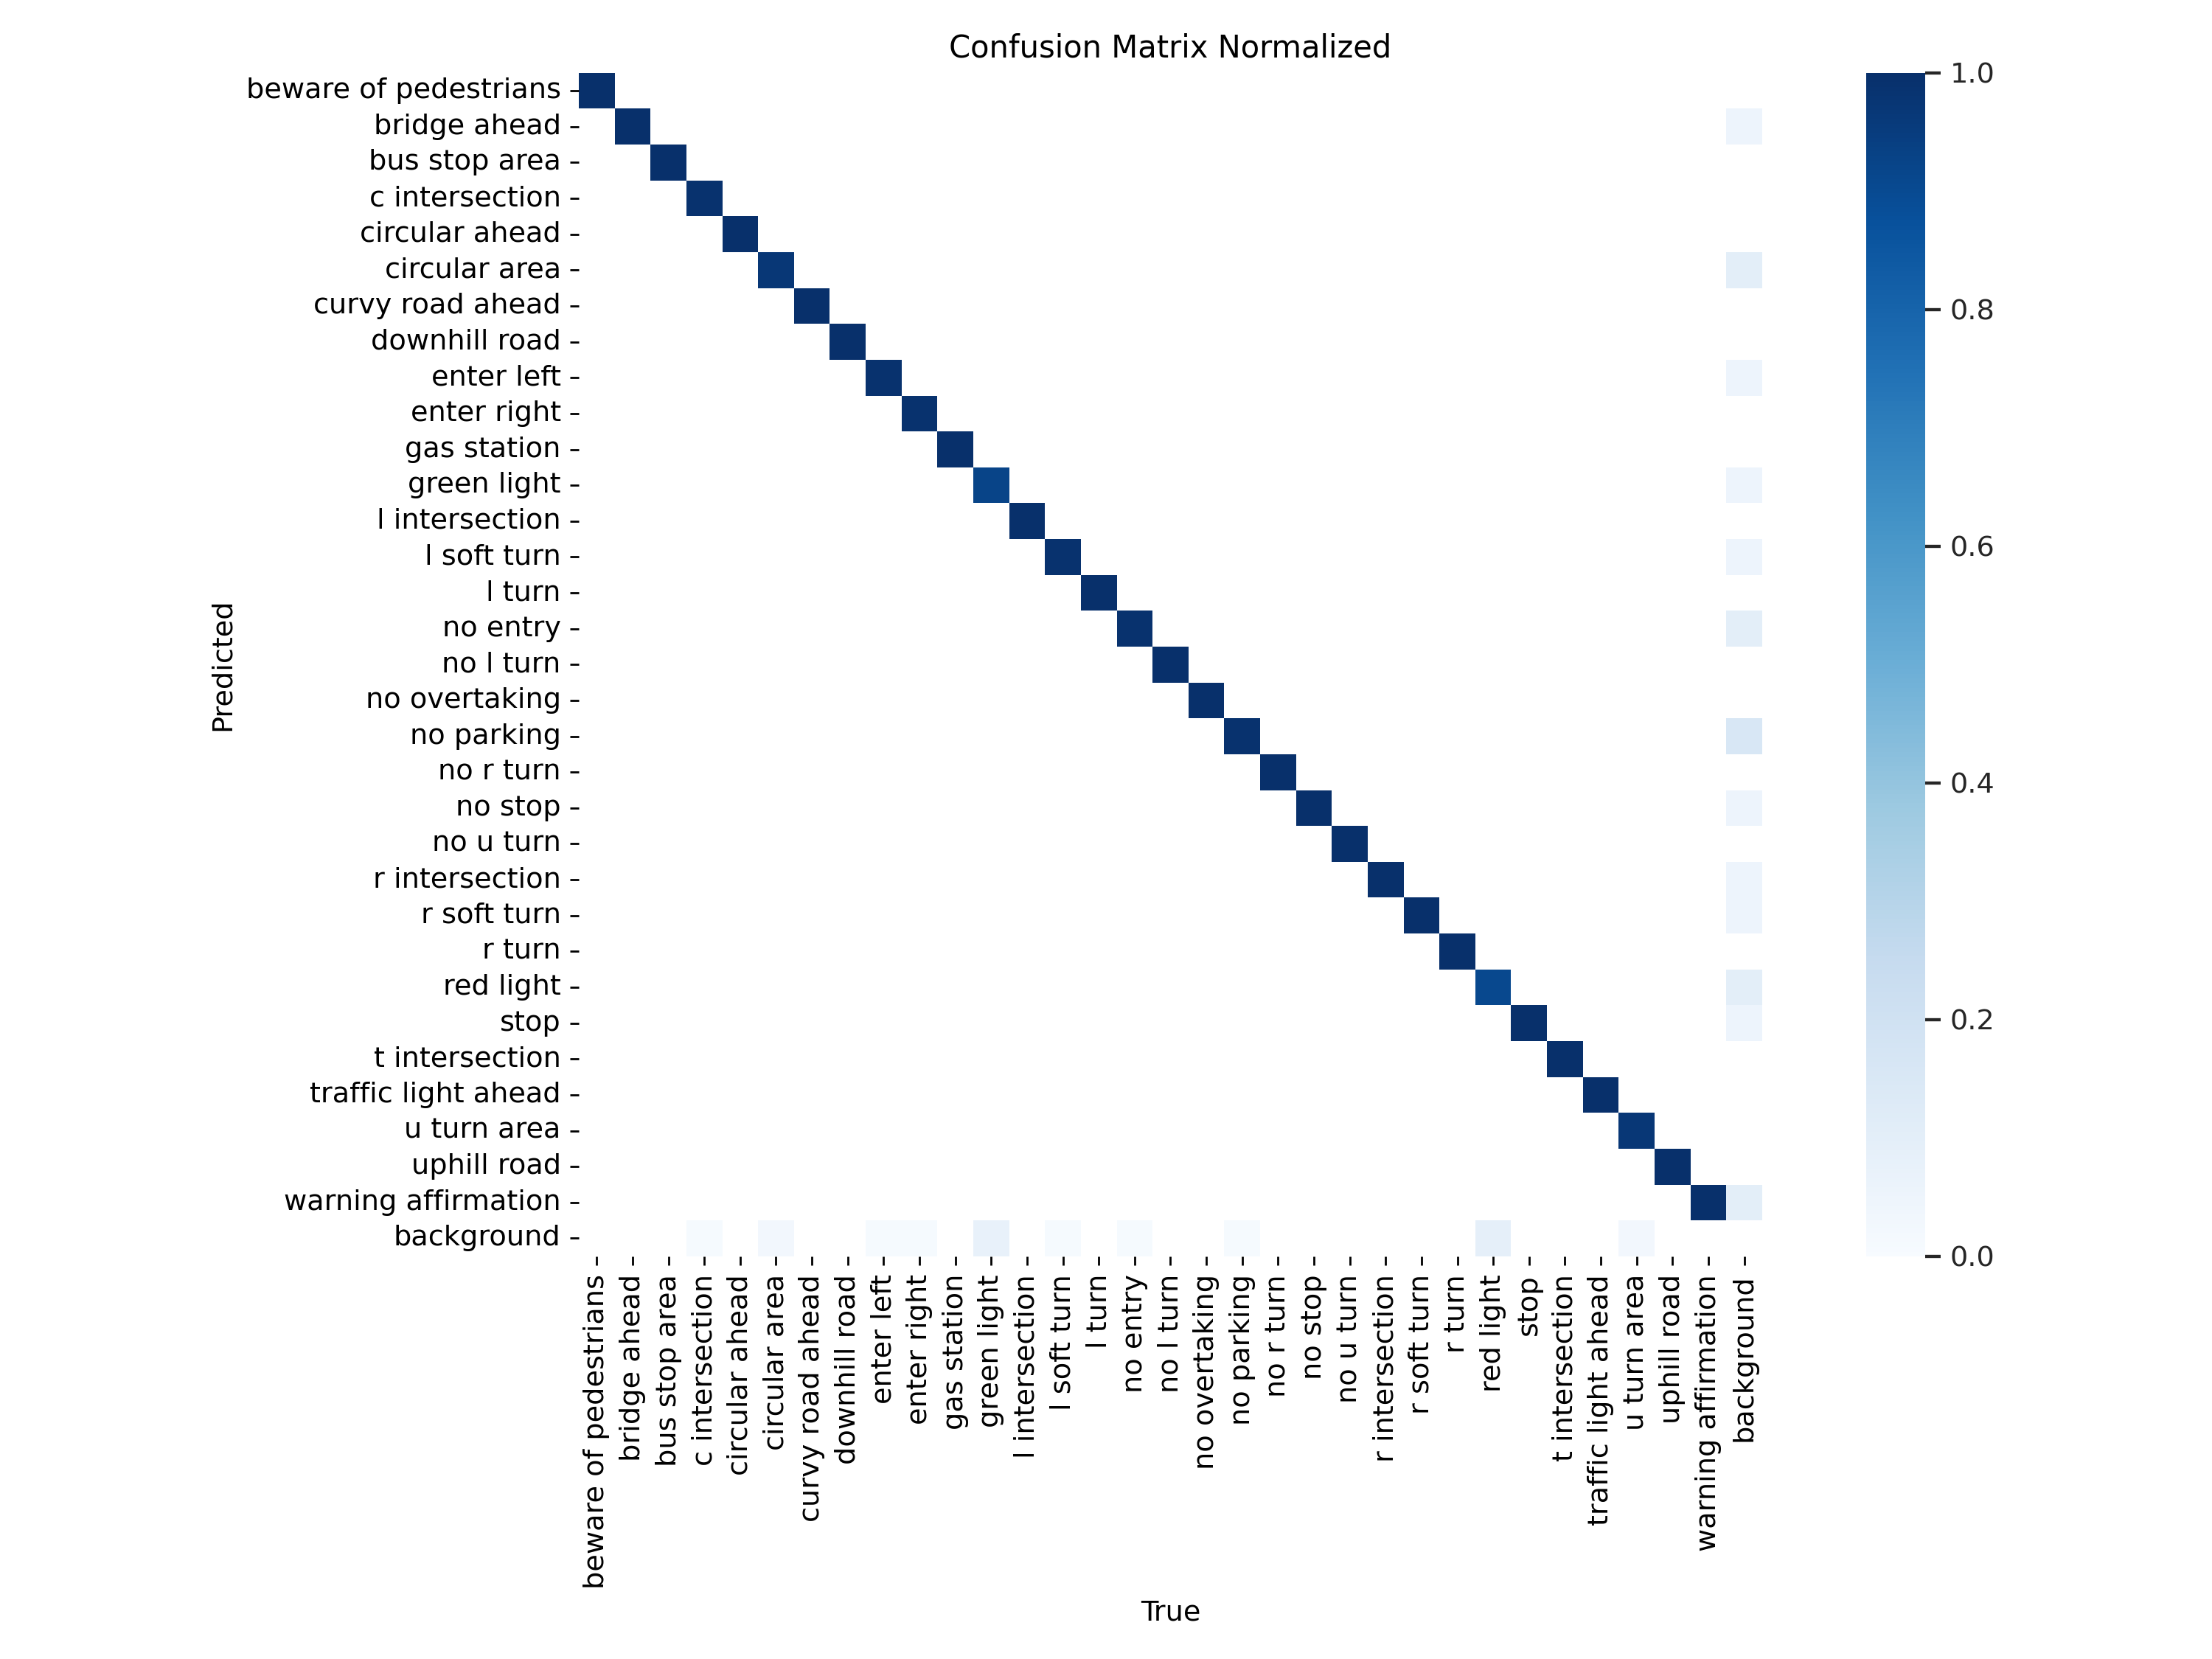 Confusion Matrix Normalized
beware of pedestrians
bridge ahead
bus stop area
c intersection
circular ahead
circular area
curvy road ahead
downhill road
enter left
enter right
gas station
green light
l intersection
l soft turn
l turn
no entry
no l turn
no overtaking
no parking
no r turn
no stop
no u turn
r intersection
r soft turn
r turn
red light
stop
t intersection
traffic light ahead
u turn area
uphill road
warning affirmation
background
Predicted
beware of pedestrians
bridge ahead
bus stop area
c intersection
circular ahead
circular area
curvy road ahead
downhill road
enter left
enter right
gas station
green light
l intersection
l soft turn
l turn
no entry
no l turn
no overtaking
no parking
no r turn
no stop
no u turn
r intersection
r soft turn
r turn
red light
stop
t intersection
traffic light ahead
u turn area
uphill road
warning affirmation
background
True
1.0
0.8
0.6
0.4
0.2
0.0